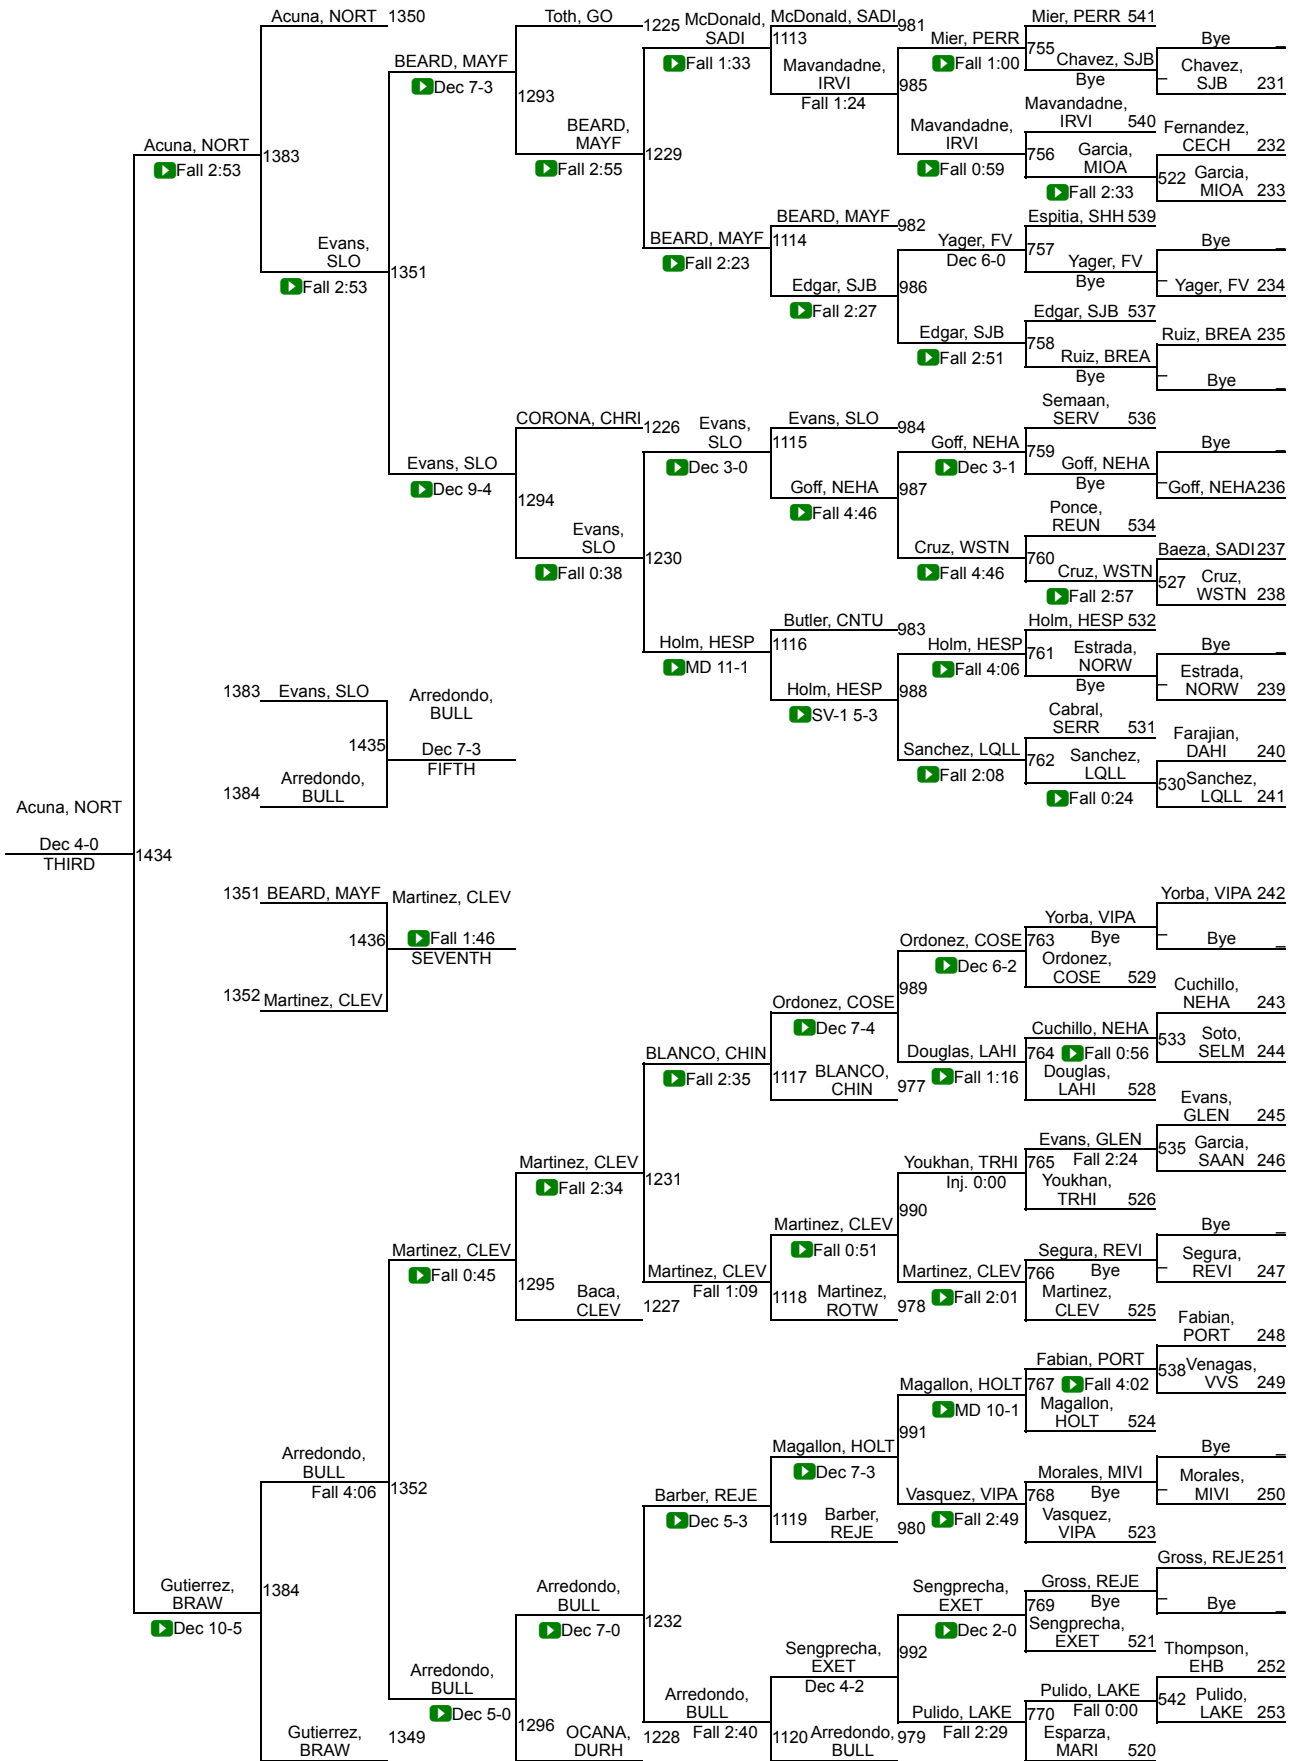 Acuna, NORT 1350
Toth, GO
1225 McDonald,
SADI
Fall 1:33
McDonald, SADI 981
1113
Mavandadne,
IRVI
Fall 1:24
Mier, PERR
Fall 1:00
985
Mavandadne,
IRVI
Fall 0:59
Mier, PERR 541
755
Chavez, SJB
Bye
Bye _
_ Chavez,
SJB 231
Mavandadne,
IRVI 540
756 Garcia,
MIOA
Fall 2:33
Fernandez,
CECH 232
522 Garcia,
MIOA 233
BEARD, MAYF
Dec 7-3
1293
BEARD,
MAYF
Fall 2:55
1229
Acuna, NORT
Fall 2:53
1383
Evans,
SLO
Fall 2:53
1351
BEARD, MAYF
Fall 2:23
BEARD, MAYF 982
1114
Edgar, SJB
Fall 2:27
Yager, FV
Dec 6-0
986
Edgar, SJB
Fall 2:51
Espitia, SHH 539
757
Yager, FV
Bye
Bye _
_ Yager, FV 234
Edgar, SJB 537
758
Ruiz, BREA
Bye
Ruiz, BREA 235
_ Bye _
CORONA, CHRI 1226
Evans,
SLO
Dec 3-0
Evans, SLO 984
1115
Goff, NEHA
Fall 4:46
Goff, NEHA
Dec 3-1
987
Cruz, WSTN
Fall 4:46
Semaan,
SERV 536
759
Goff, NEHA
Bye
Bye _
_ Goff, NEHA 236
Ponce,
REUN 534
760
Cruz, WSTN
Fall 2:57
Baeza, SADI 237
527 Cruz,
WSTN 238
Evans, SLO
Dec 9-4
1294
Evans,
SLO
Fall 0:38
1230
Holm, HESP
MD 11-1
Butler, CNTU 983
1116
Holm, HESP
SV-1 5-3
Holm, HESP
Fall 4:06
988
Sanchez, LQLL
Fall 2:08
Holm, HESP 532
761 Estrada,
NORW
Bye
Bye _
_ Estrada,
NORW 239
Cabral,
SERR 531
762 Sanchez,
LQLL
Fall 0:24
Farajian,
DAHI 240
530 Sanchez,
LQLL 241
1383 Evans, SLO
1435
1384 Arredondo,
BULL
Arredondo,
BULL
Dec 7-3
FIFTH
Acuna, NORT
Dec 4-0
THIRD
1434
1351 BEARD, MAYF
1436
1352 Martinez, CLEV
Martinez, CLEV
Fall 1:46
SEVENTH
Ordonez, COSE
Dec 6-2
989
Douglas, LAHI
Fall 1:16
Yorba, VIPA
763 Bye
Ordonez,
COSE 529
Yorba, VIPA 242
_ Bye _
Cuchillo, NEHA
764 Fall 0:56
Douglas,
LAHI 528
Cuchillo,
NEHA 243
533 Soto,
SELM 244
BLANCO, CHIN
Fall 2:35
Ordonez, COSE
Dec 7-4
1117 BLANCO,
CHIN 977
Martinez, CLEV
Fall 2:34
1231
Youkhan, TRHI
Inj. 0:00
990
Martinez, CLEV
Fall 2:01
Evans, GLEN
765 Fall 2:24
Youkhan,
TRHI 526
Evans,
GLEN 245
535 Garcia,
SAAN 246
Segura, REVI
766 Bye
Martinez,
CLEV 525
Bye _
_ Segura,
REVI 247
Martinez, CLEV
Fall 0:45
1295 Baca,
CLEV 1227
Martinez, CLEV
Fall 1:09
Martinez, CLEV
Fall 0:51
1118 Martinez,
ROTW 978
Magallon, HOLT
MD 10-1
991
Vasquez, VIPA
Fall 2:49
Fabian, PORT
767 Fall 4:02
Magallon,
HOLT 524
Fabian,
PORT 248
538 Venagas,
VVS 249
Morales, MIVI
768 Bye
Vasquez,
VIPA 523
Bye _
_ Morales,
MIVI 250
Arredondo,
BULL
Fall 4:06
1352
Barber, REJE
Dec 5-3
Magallon, HOLT
Dec 7-3
1119 Barber,
REJE 980
Gutierrez,
BRAW
Dec 10-5
1384
Arredondo,
BULL
Dec 7-0
1232
Sengprecha,
EXET
Dec 2-0
992
Pulido, LAKE
Fall 2:29
Gross, REJE
769 Bye
Sengprecha,
EXET 521
Gross, REJE 251
_ Bye _
Pulido, LAKE
770 Fall 0:00
Esparza,
MARI 520
Thompson,
EHB 252
542 Pulido,
LAKE 253
Arredondo,
BULL
Dec 5-0
1296 OCANA,
DURH 1228
Arredondo,
BULL
Fall 2:40
Sengprecha,
EXET
Dec 4-2
1120 Arredondo,
BULL 979
Gutierrez,
BRAW 1349